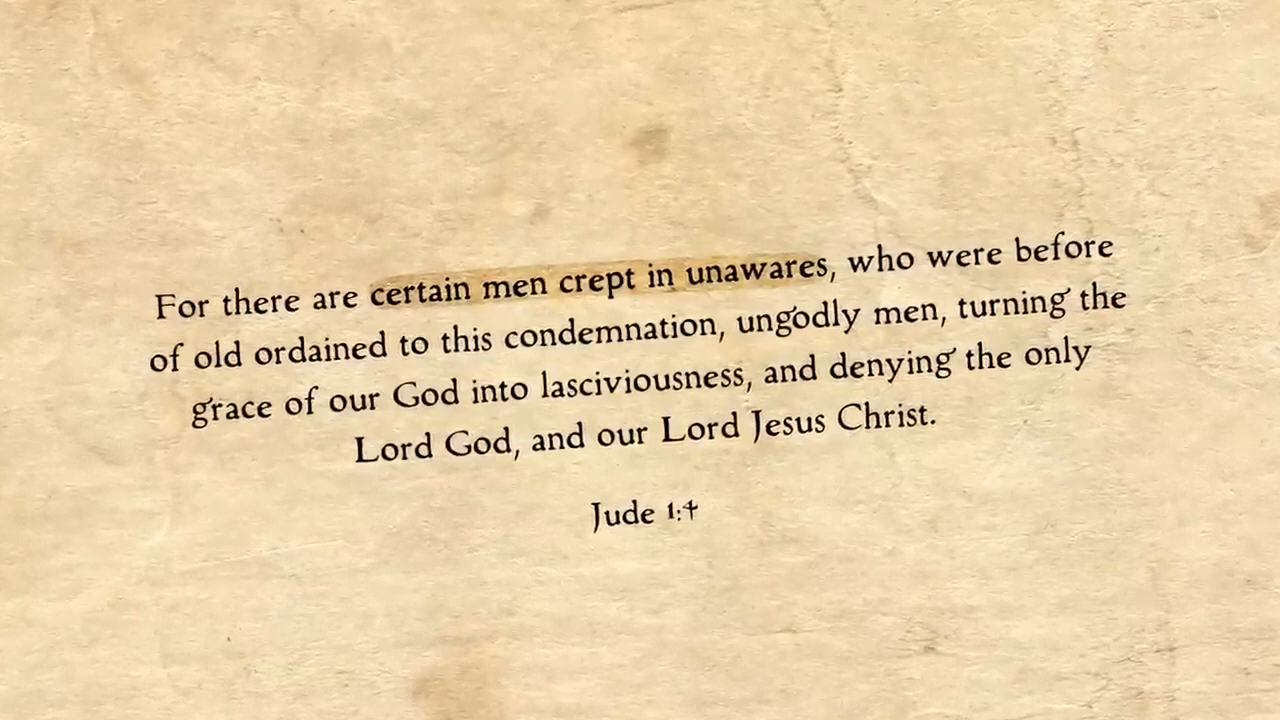 For there are certain men crept in unawares, who were before
of old ordained to this condemnation, ungodly men, turning the
grace of our God into lasciviousness, and denying the only
Lord God, and our Lord Jesus Christ.
Jude 1:4